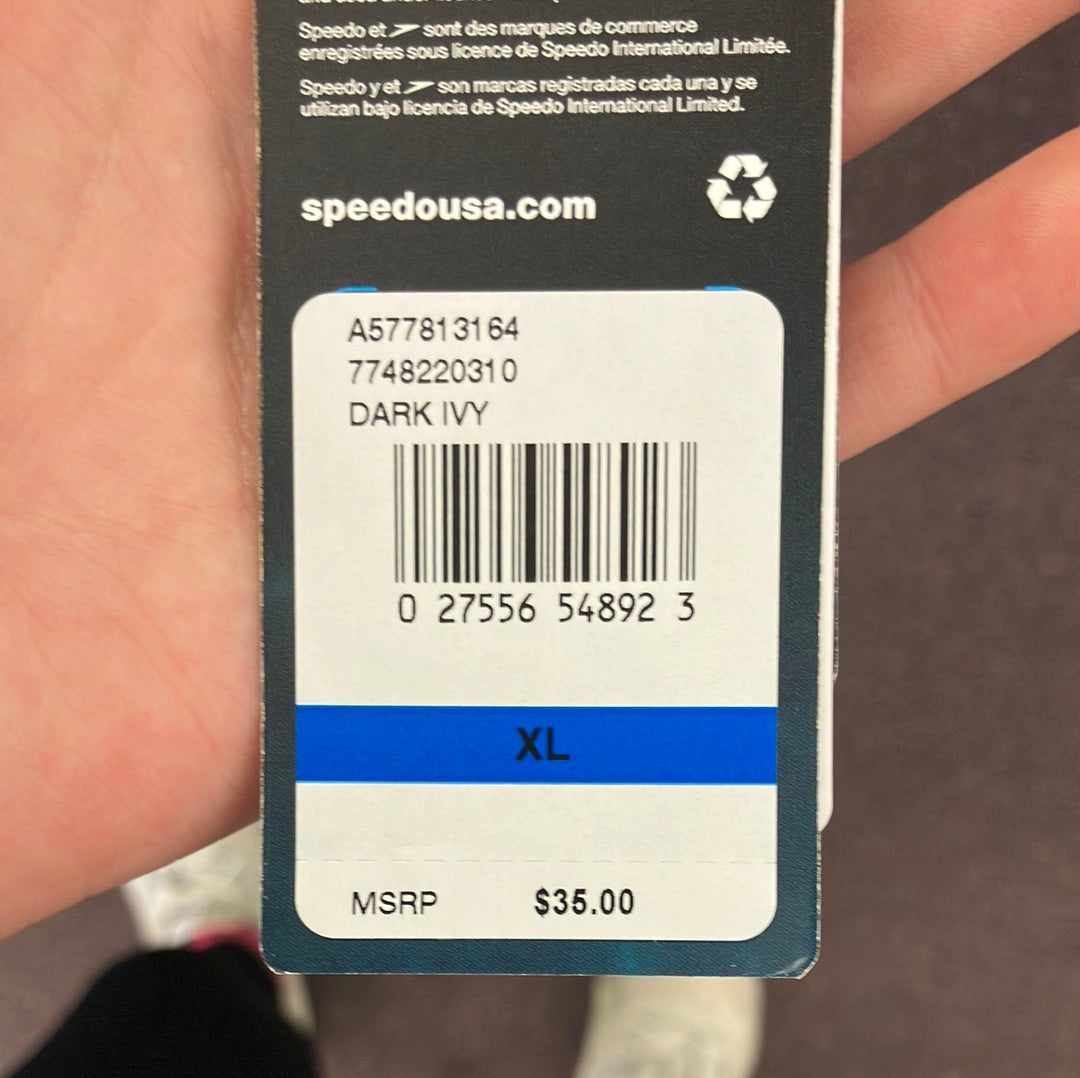 Speedo et sont des marques de commerce
enregistrées sous licence de Speedo International Limitée.
Speedo y et son marcas registradas cada una y se
utilizan bajo licencia de Speedo International Limited.
speedousa.com
A577813164
7748220310
DARK IVY
0 27556 54892 3
XL
MSRP $35.00